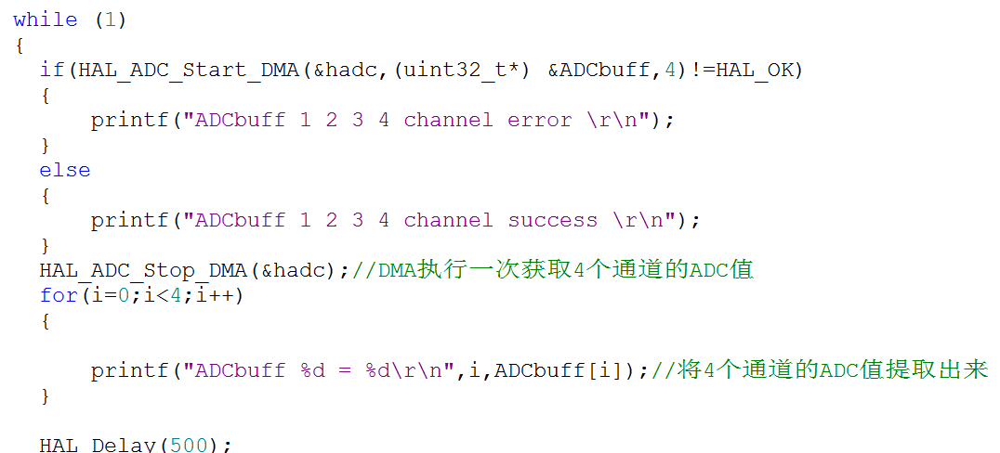 while (1)
{
if(HAL_ADC_Start_DMA(&hadc,(uint32_t*) &ADCbuff,4)!=HAL_OK)
{
printf("ADCbuff 1 2 3 4 channel error \r\n");
}
else
{
printf("ADCbuff 1 2 3 4 channel success \r\n");
}
HAL_ADC_Stop_DMA(&hadc);//DMA执行一次获取4个通道的ADC值
for(i=0;i<4;i++)
{
printf("ADCbuff %d = %d\r\n",i,ADCbuff[i]);//将4个通道的ADC值提取出来
}
HAL_Delay(500);